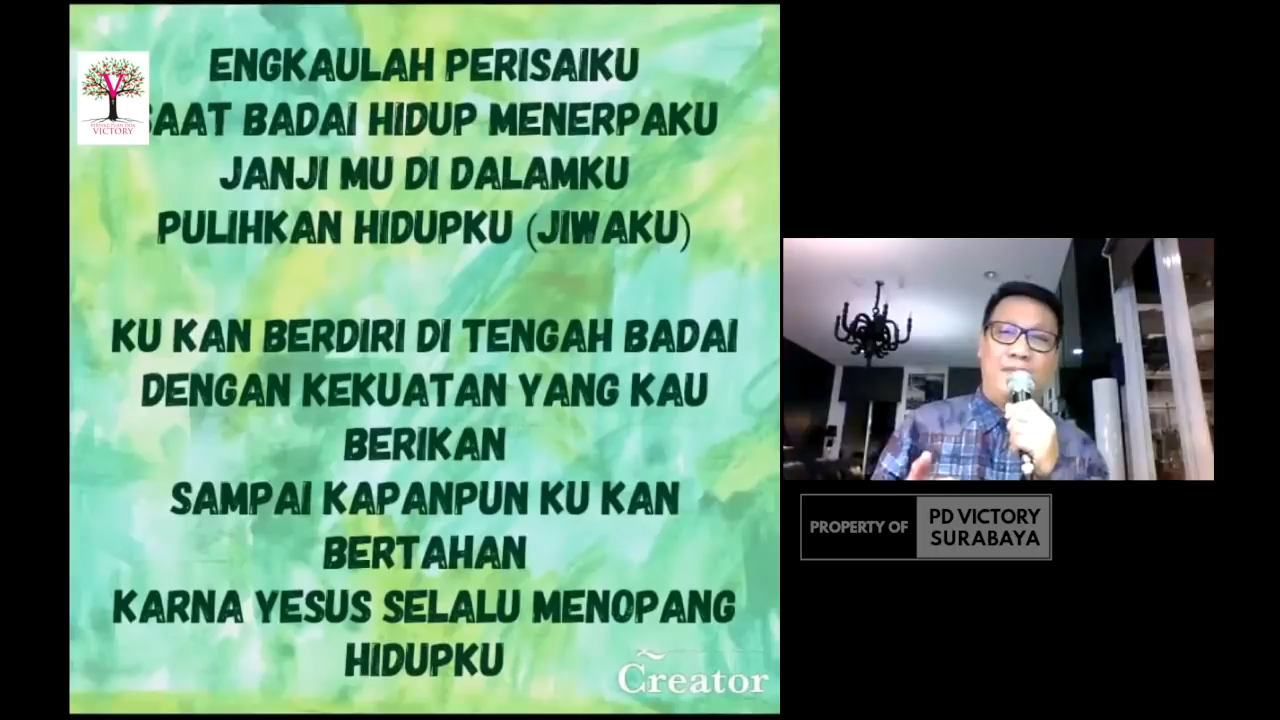 ENGKAULAH PERISAIKU
SAAT BADAI HIDUP MENERPAKU
JANJI MU DI DALAMKU
PULIHKAN HIDUPKU (JIWAKU)
KU KAN BERDIRI DI TENGAH BADAI
DENGAN KEKUATAN YANG KAU
BERIKAN
SAMPAI KAPANPUN KU KAN
BERTAHAN
KARNA YESUS SELALU MENOPANG
HIDUPKU
Creator
V
VICTORY
PROPERTY OF
PD VICTORY
SURABAYA